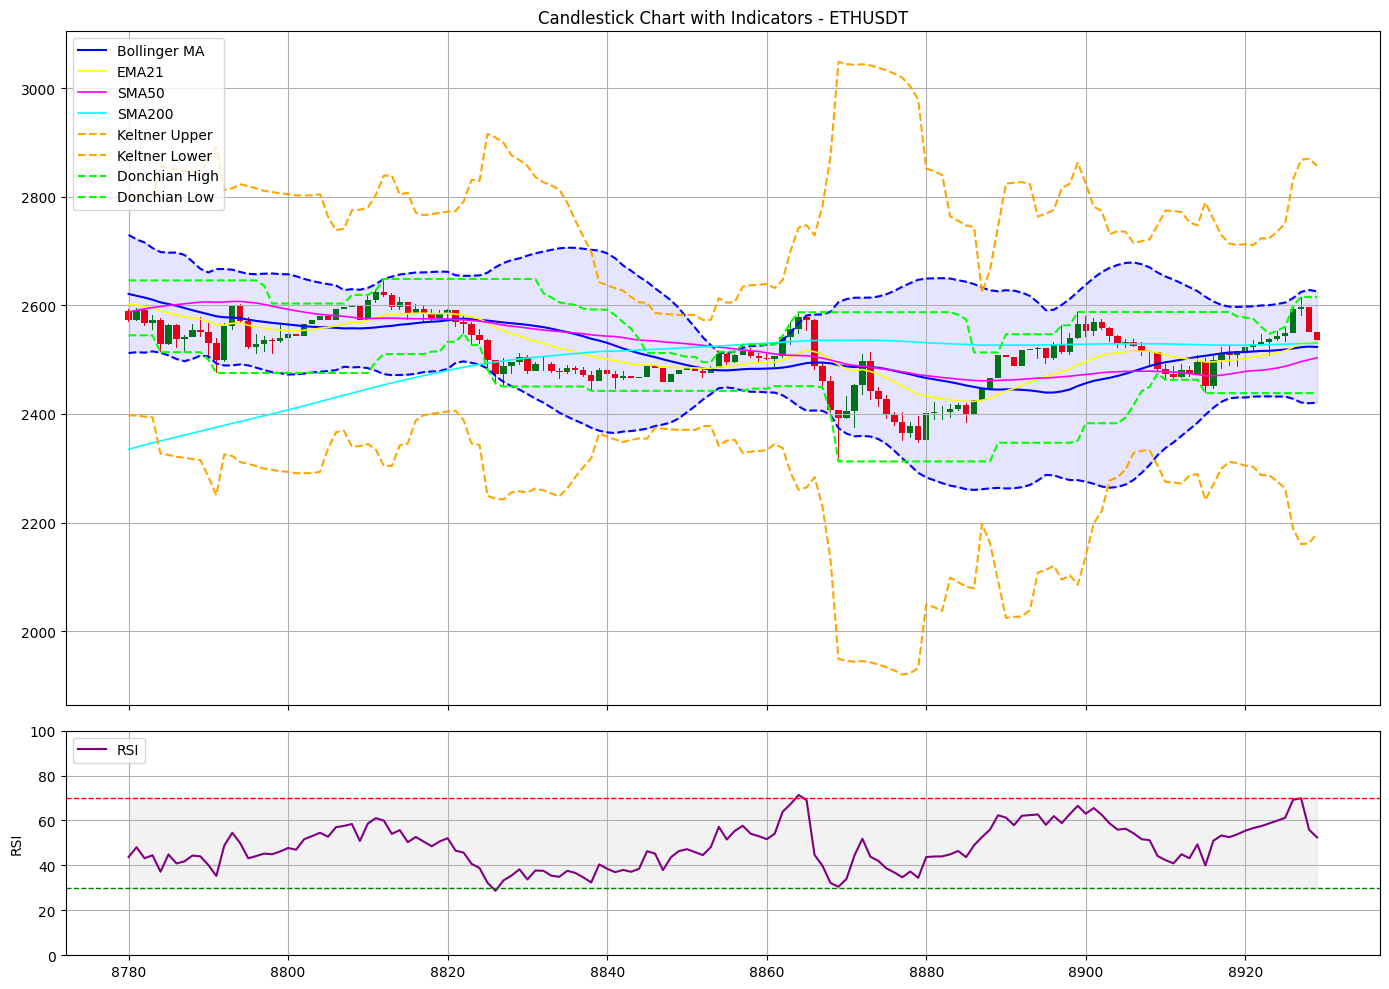 Candlestick Chart with Indicators - ETHUSDT
Bollinger MA
EMA21
SMA50
SMA200
Keltner Upper
Keltner Lower
Donchian High
Donchian Low
3000
2800
2600
2400
2200
2000
RSI
100
80
60
40
20
0
RSI
8780
8800
8820
8840
8860
8880
8900
8920